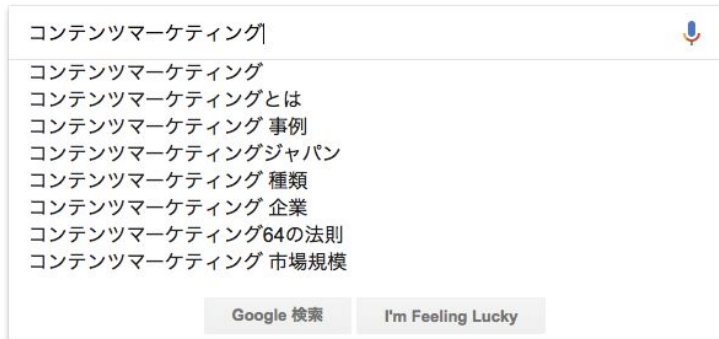 コンテンツマーケティング
コンテンツマーケティング
コンテンツマーケティングとは
コンテンツマーケティング 事例
コンテンツマーケティングジャパン
コンテンツマーケティング 種類
コンテンツマーケティング 企業
コンテンツマーケティング64の法則
コンテンツマーケティング 市場規模
Google 検索 I'm Feeling Lucky